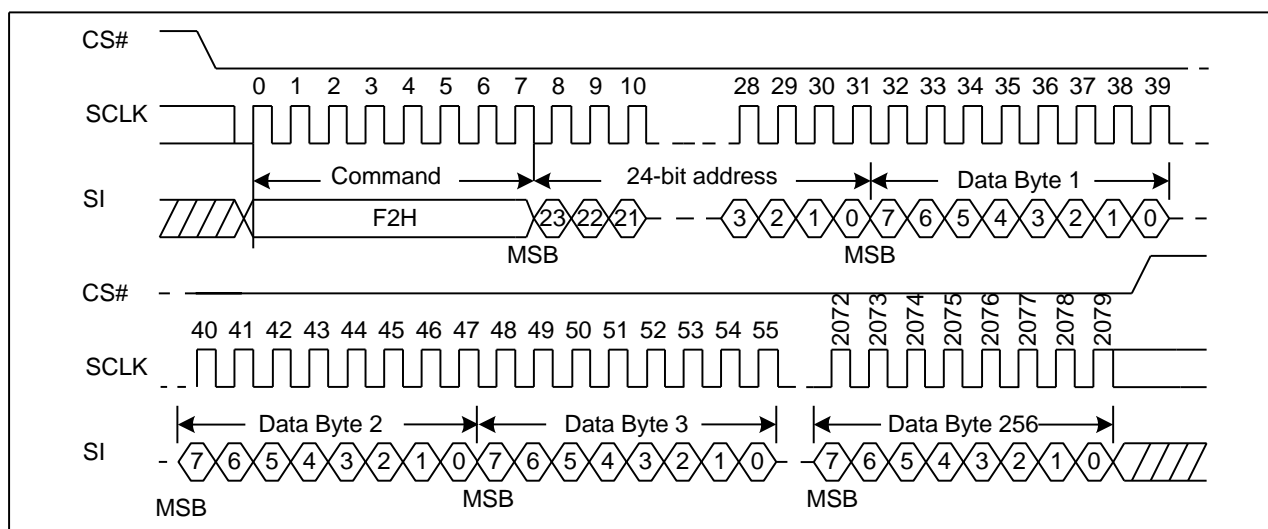 CS#
0 1 2 3 4 5 6 7 8 9 10 28 29 30 31 32 33 34 35 36 37 38 39
SCLK
Command 24-bit address Data Byte 1
SI
F2H 23 22 21 3 2 1 0 7 6 5 4 3 2 1 0
MSB MSB
CS#
40 41 42 43 44 45 46 47 48 49 50 51 52 53 54 55 2072 2073 2074 2075 2076 2077 2078 2079
SCLK
Data Byte 2 Data Byte 3 Data Byte 256
SI
7 6 5 4 3 2 1 0 7 6 5 4 3 2 1 0 7 6 5 4 3 2 1 0
MSB MSB MSB